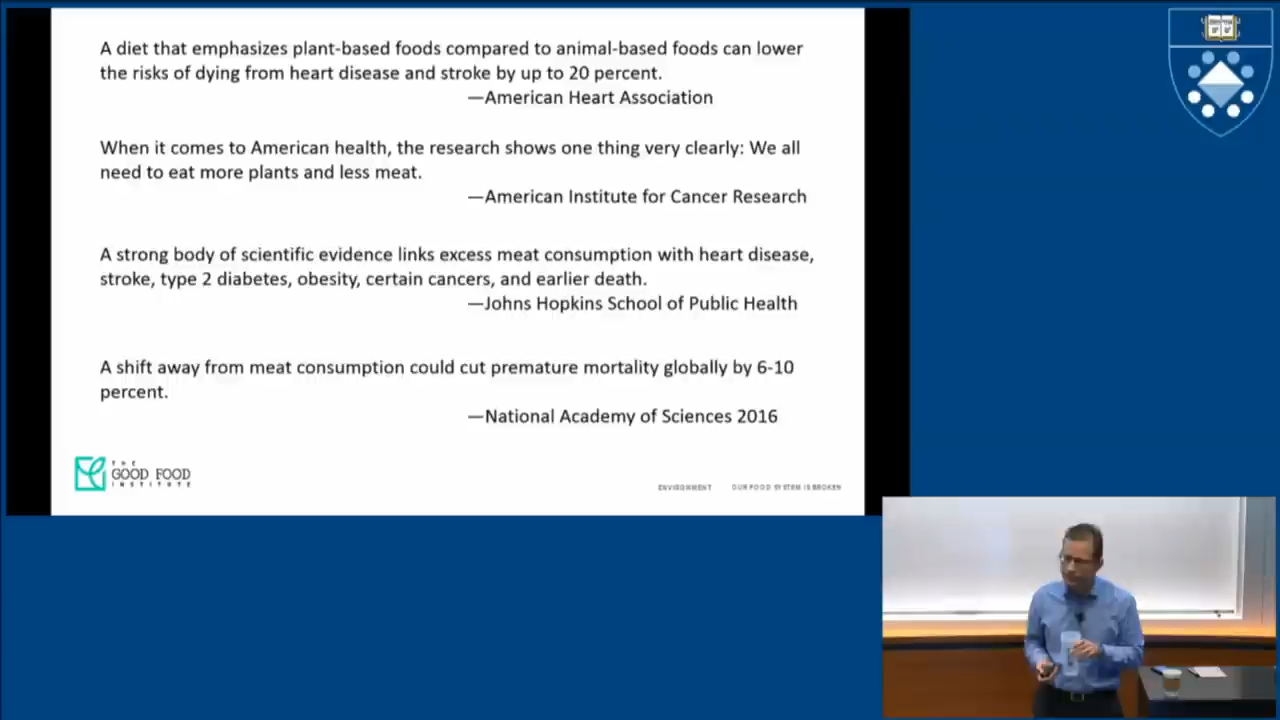 A diet that emphasizes plant-based foods compared to animal-based foods can lower
the risks of dying from heart disease and stroke by up to 20 percent.
—American Heart Association
When it comes to American health, the research shows one thing very clearly: We all
need to eat more plants and less meat.
—American Institute for Cancer Research
A strong body of scientific evidence links excess meat consumption with heart disease,
stroke, type 2 diabetes, obesity, certain cancers, and earlier death.
—Johns Hopkins School of Public Health
A shift away from meat consumption could cut premature mortality globally by 6-10
percent.
—National Academy of Sciences 2016
THE
GOOD FOOD
INSTITUTE
ENVIRONMENT OUR FOOD SYSTEM IS BROKEN